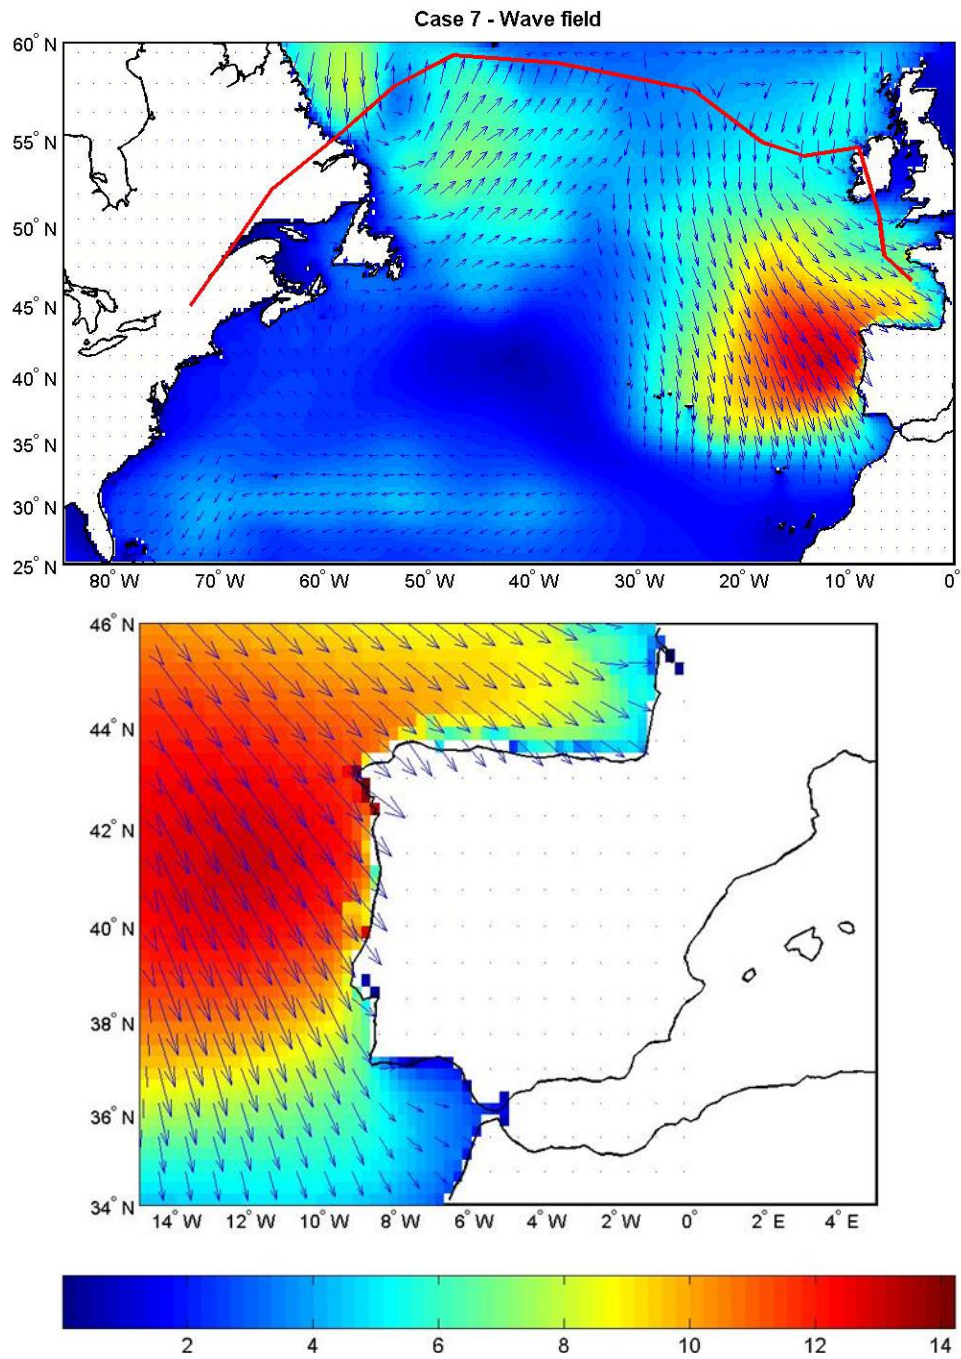 Case 7 - Wave field
60° N
55° N
50° N
45° N
40° N
35° N
30° N
25° N
80° W 70° W 60° W 50° W 40° W 30° W 20° W 10° W 0°
46° N
44° N
42° N
40° N
38° N
36° N
34° N
14° W 12° W 10° W 8° W 6° W 4° W 2° W 0° 2° E 4° E
2 4 6 8 10 12 14